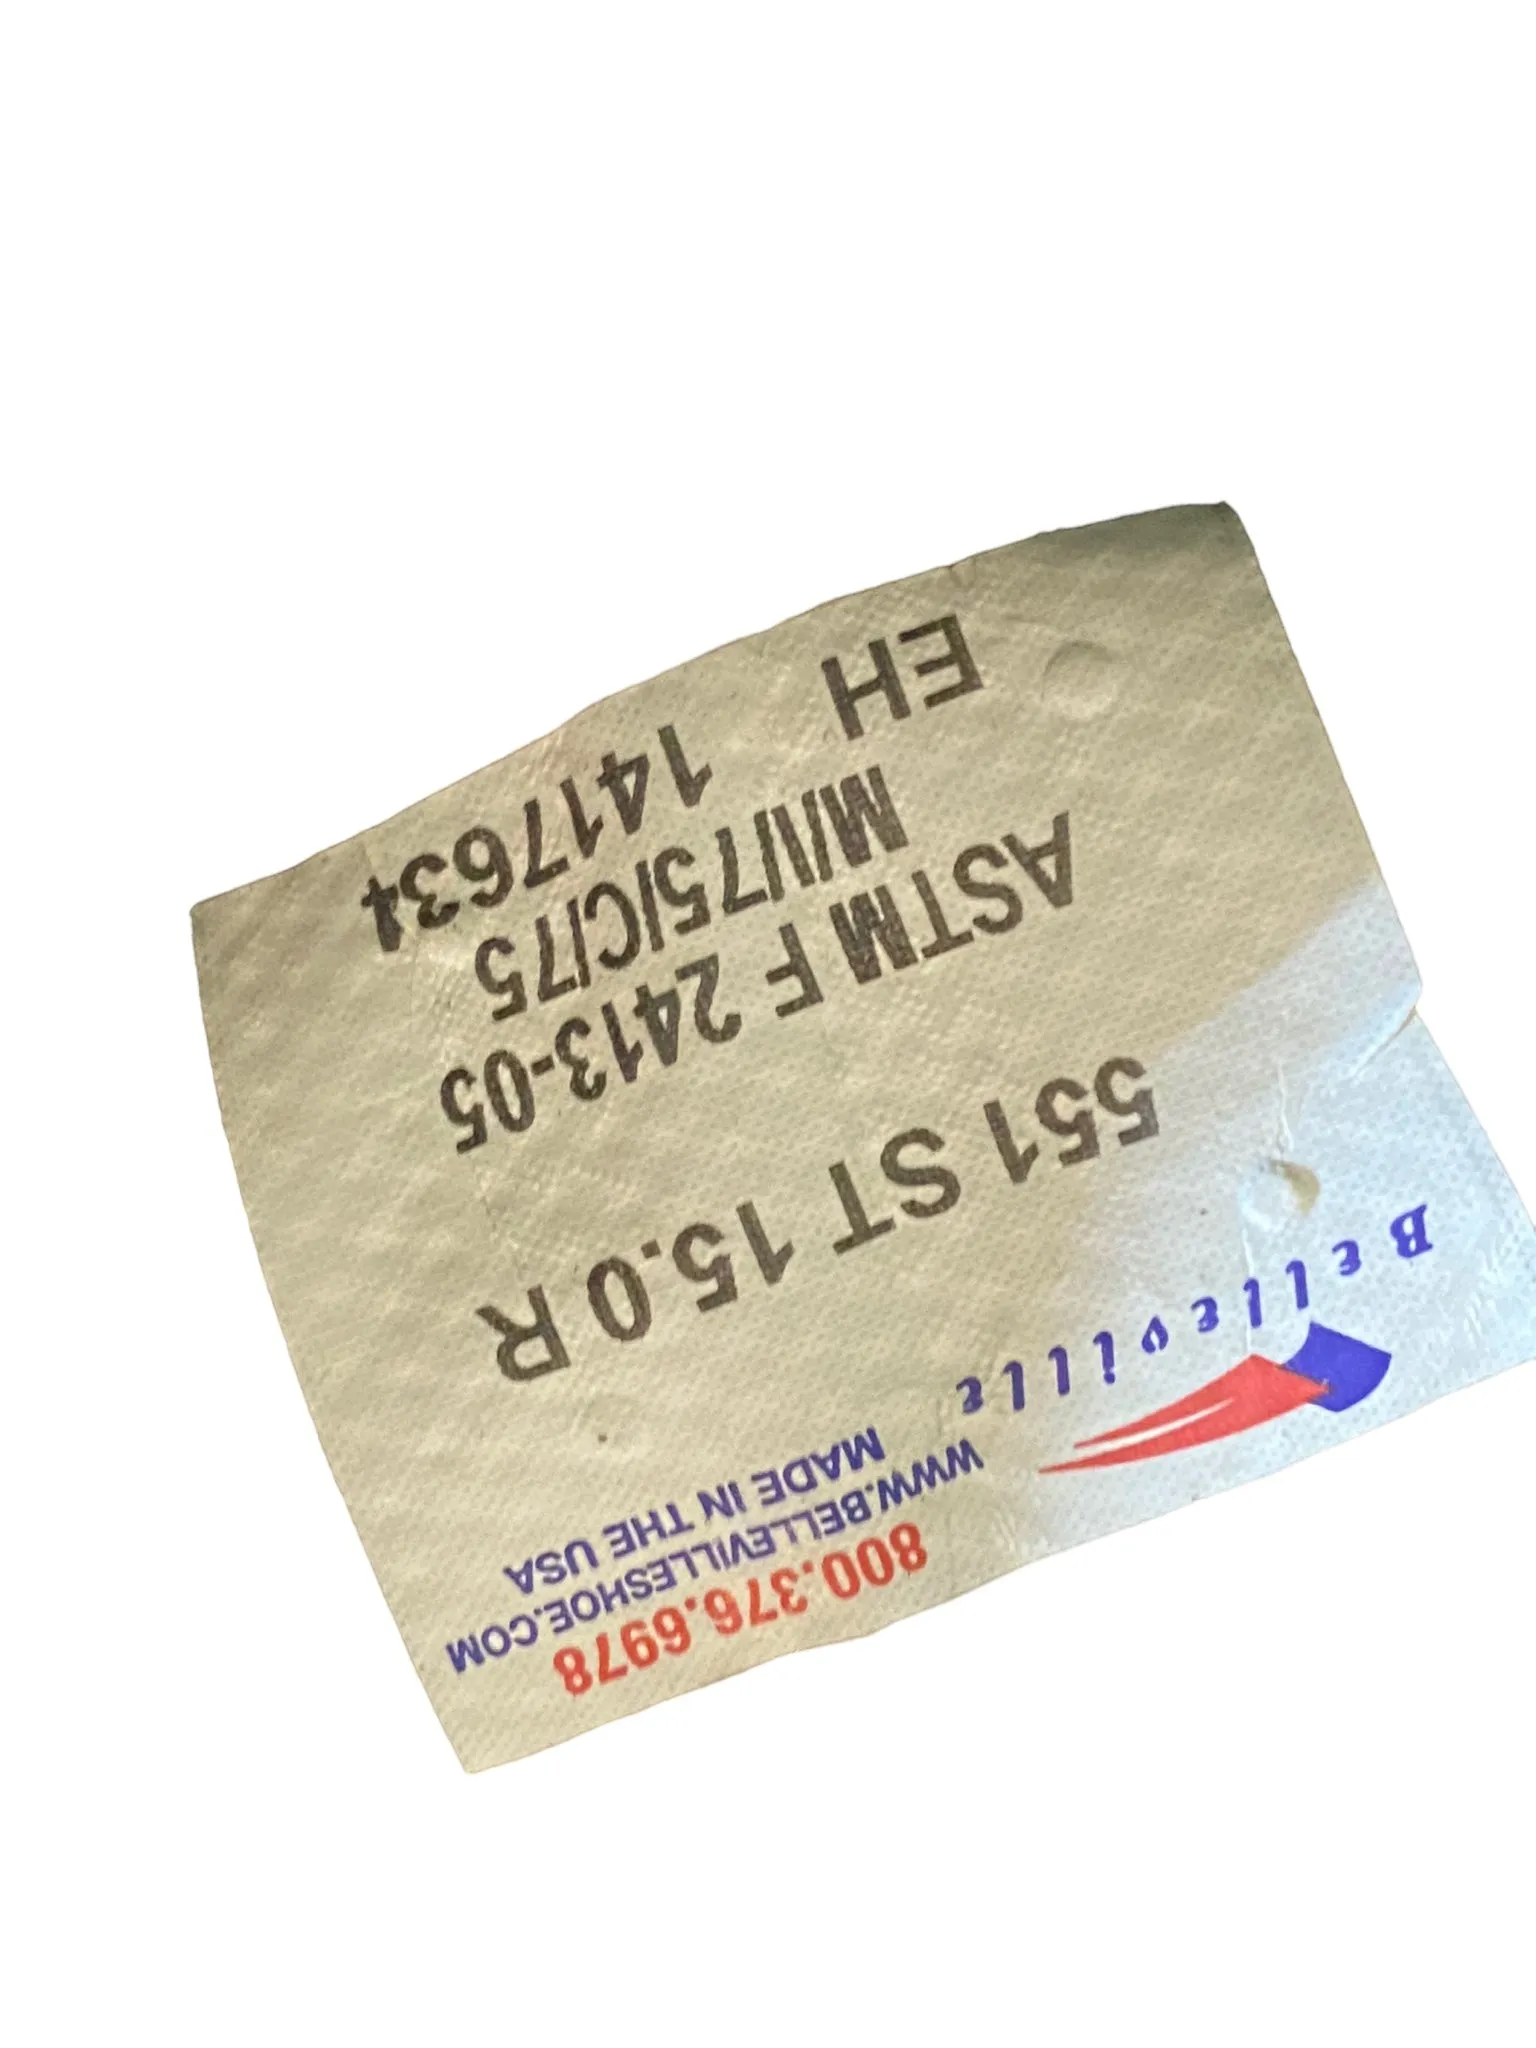 800.376.6978
WWW.BELLEVILLESHOE.COM
MADE IN THE USA
Belleville
551 ST 15.0 R
ASTM F 2413-05
M/I/75/C/75
1417634
EH